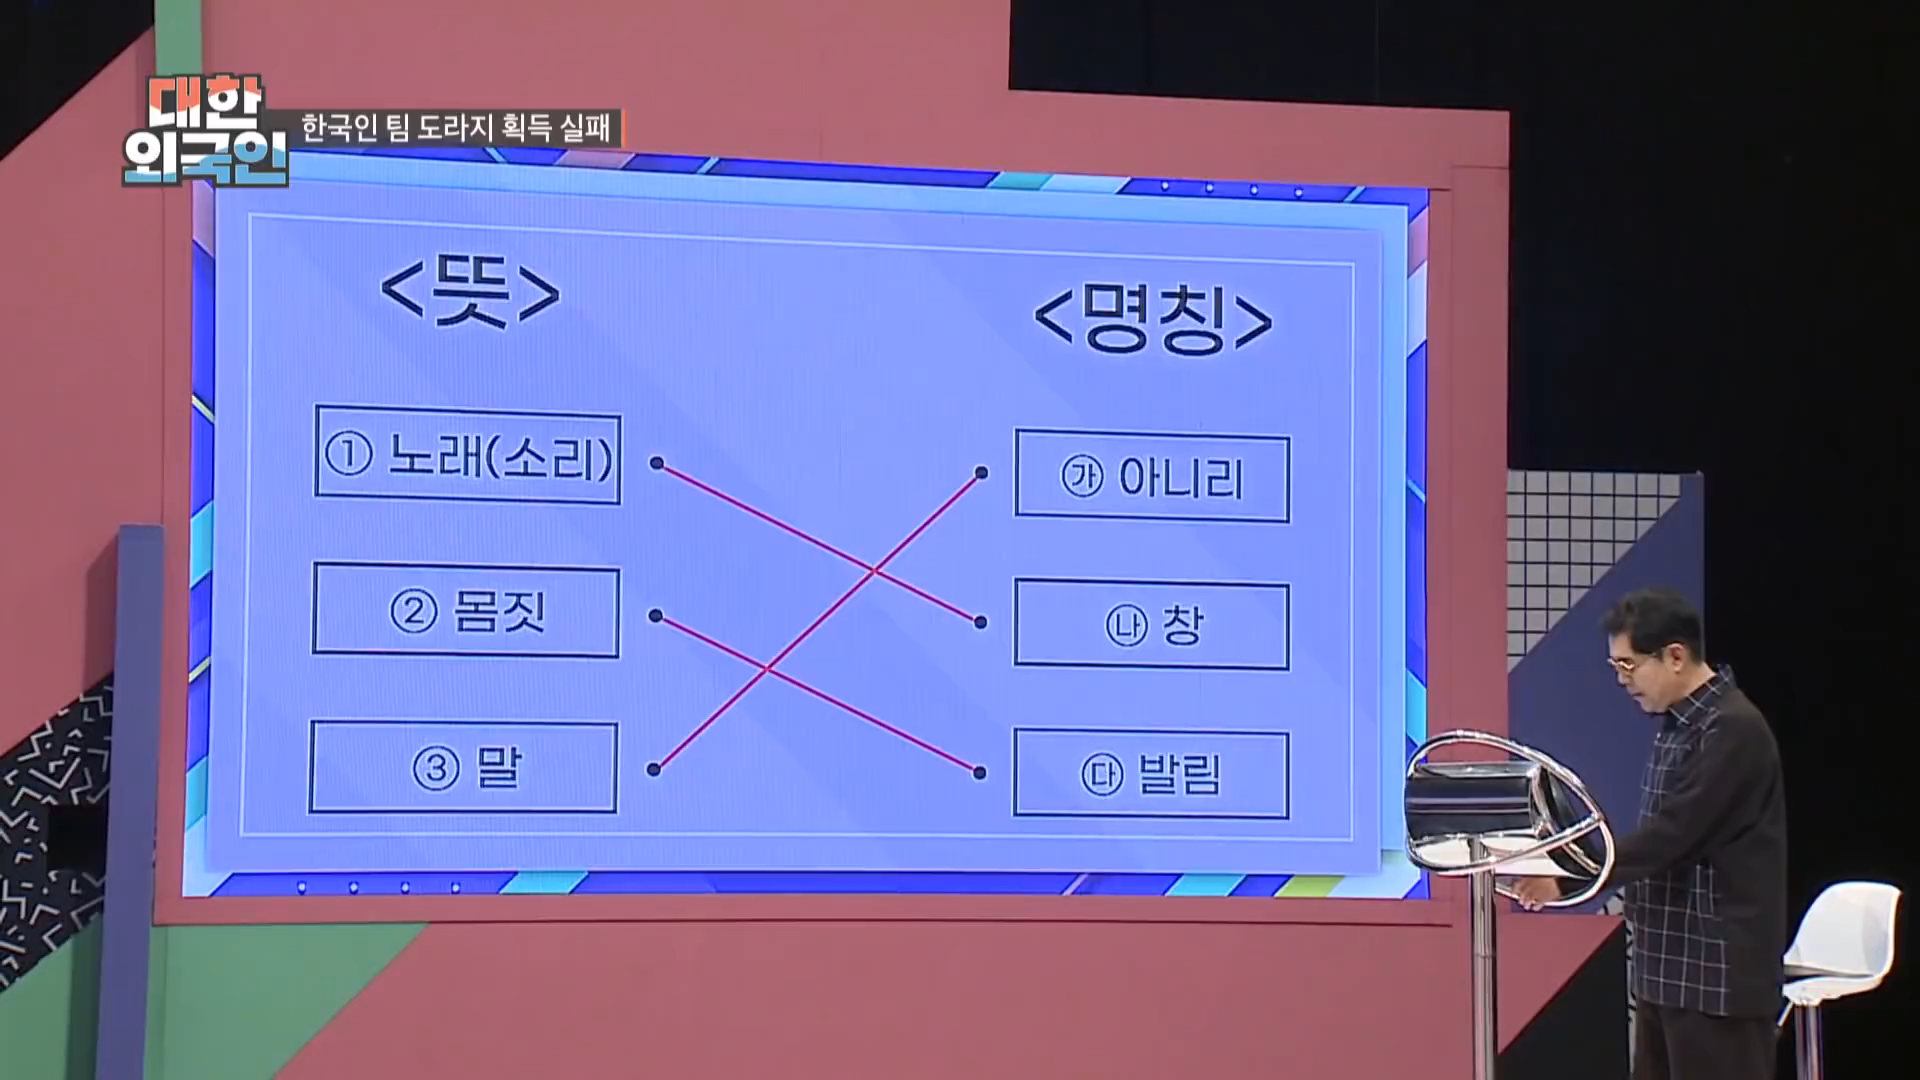 대한
외국인
한국인 팀 도라지 획득 실패
<뜻>
<명칭>
① 노래(소리)
㉮ 아니리
② 몸짓
㉯ 창
③ 말
㉰ 발림